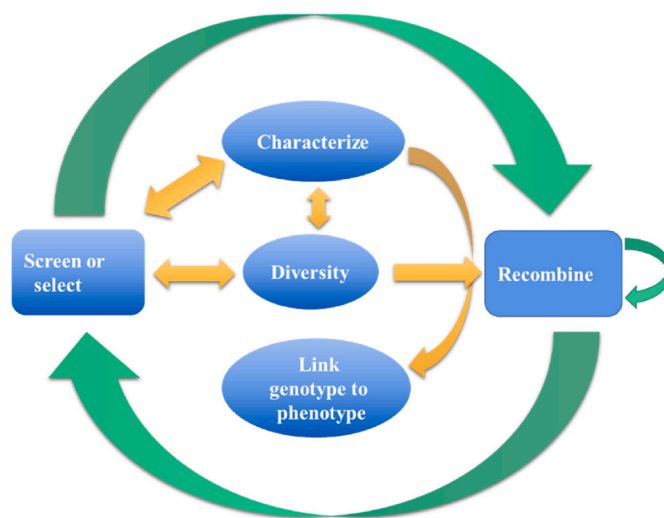 Characterize
Screen or
select
Diversity
Recombine
Link
genotype to
phenotype